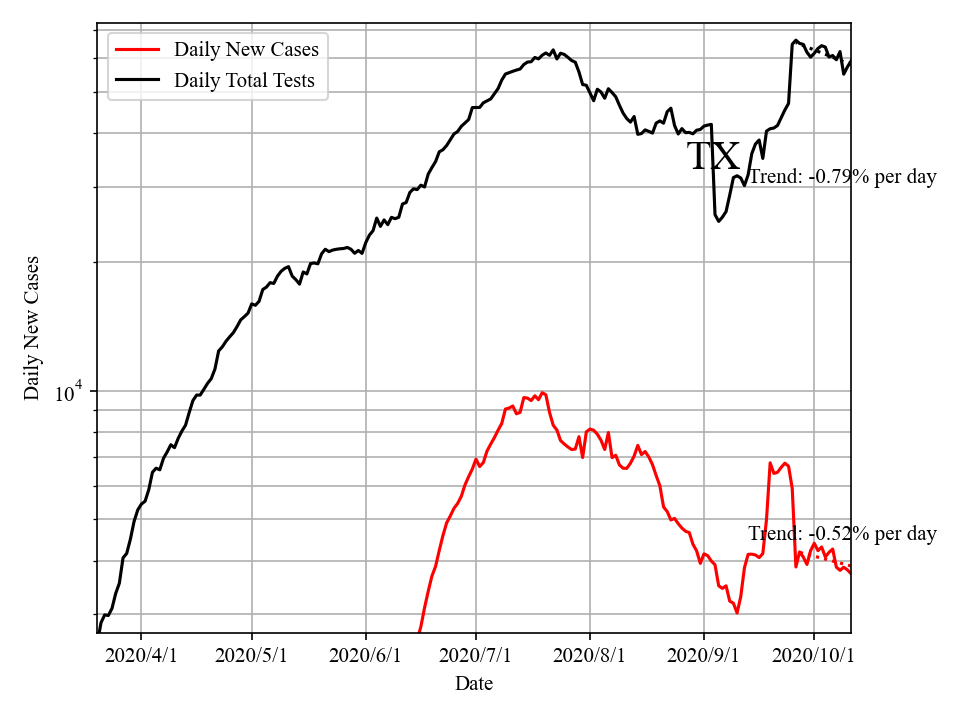 Daily New Cases
Daily Total Tests
TX
Trend: -0.79% per day
Trend: -0.52% per day
Daily New Cases
10^4
2020/4/1
2020/5/1
2020/6/1
2020/7/1
2020/8/1
2020/9/1
2020/10/1
Date